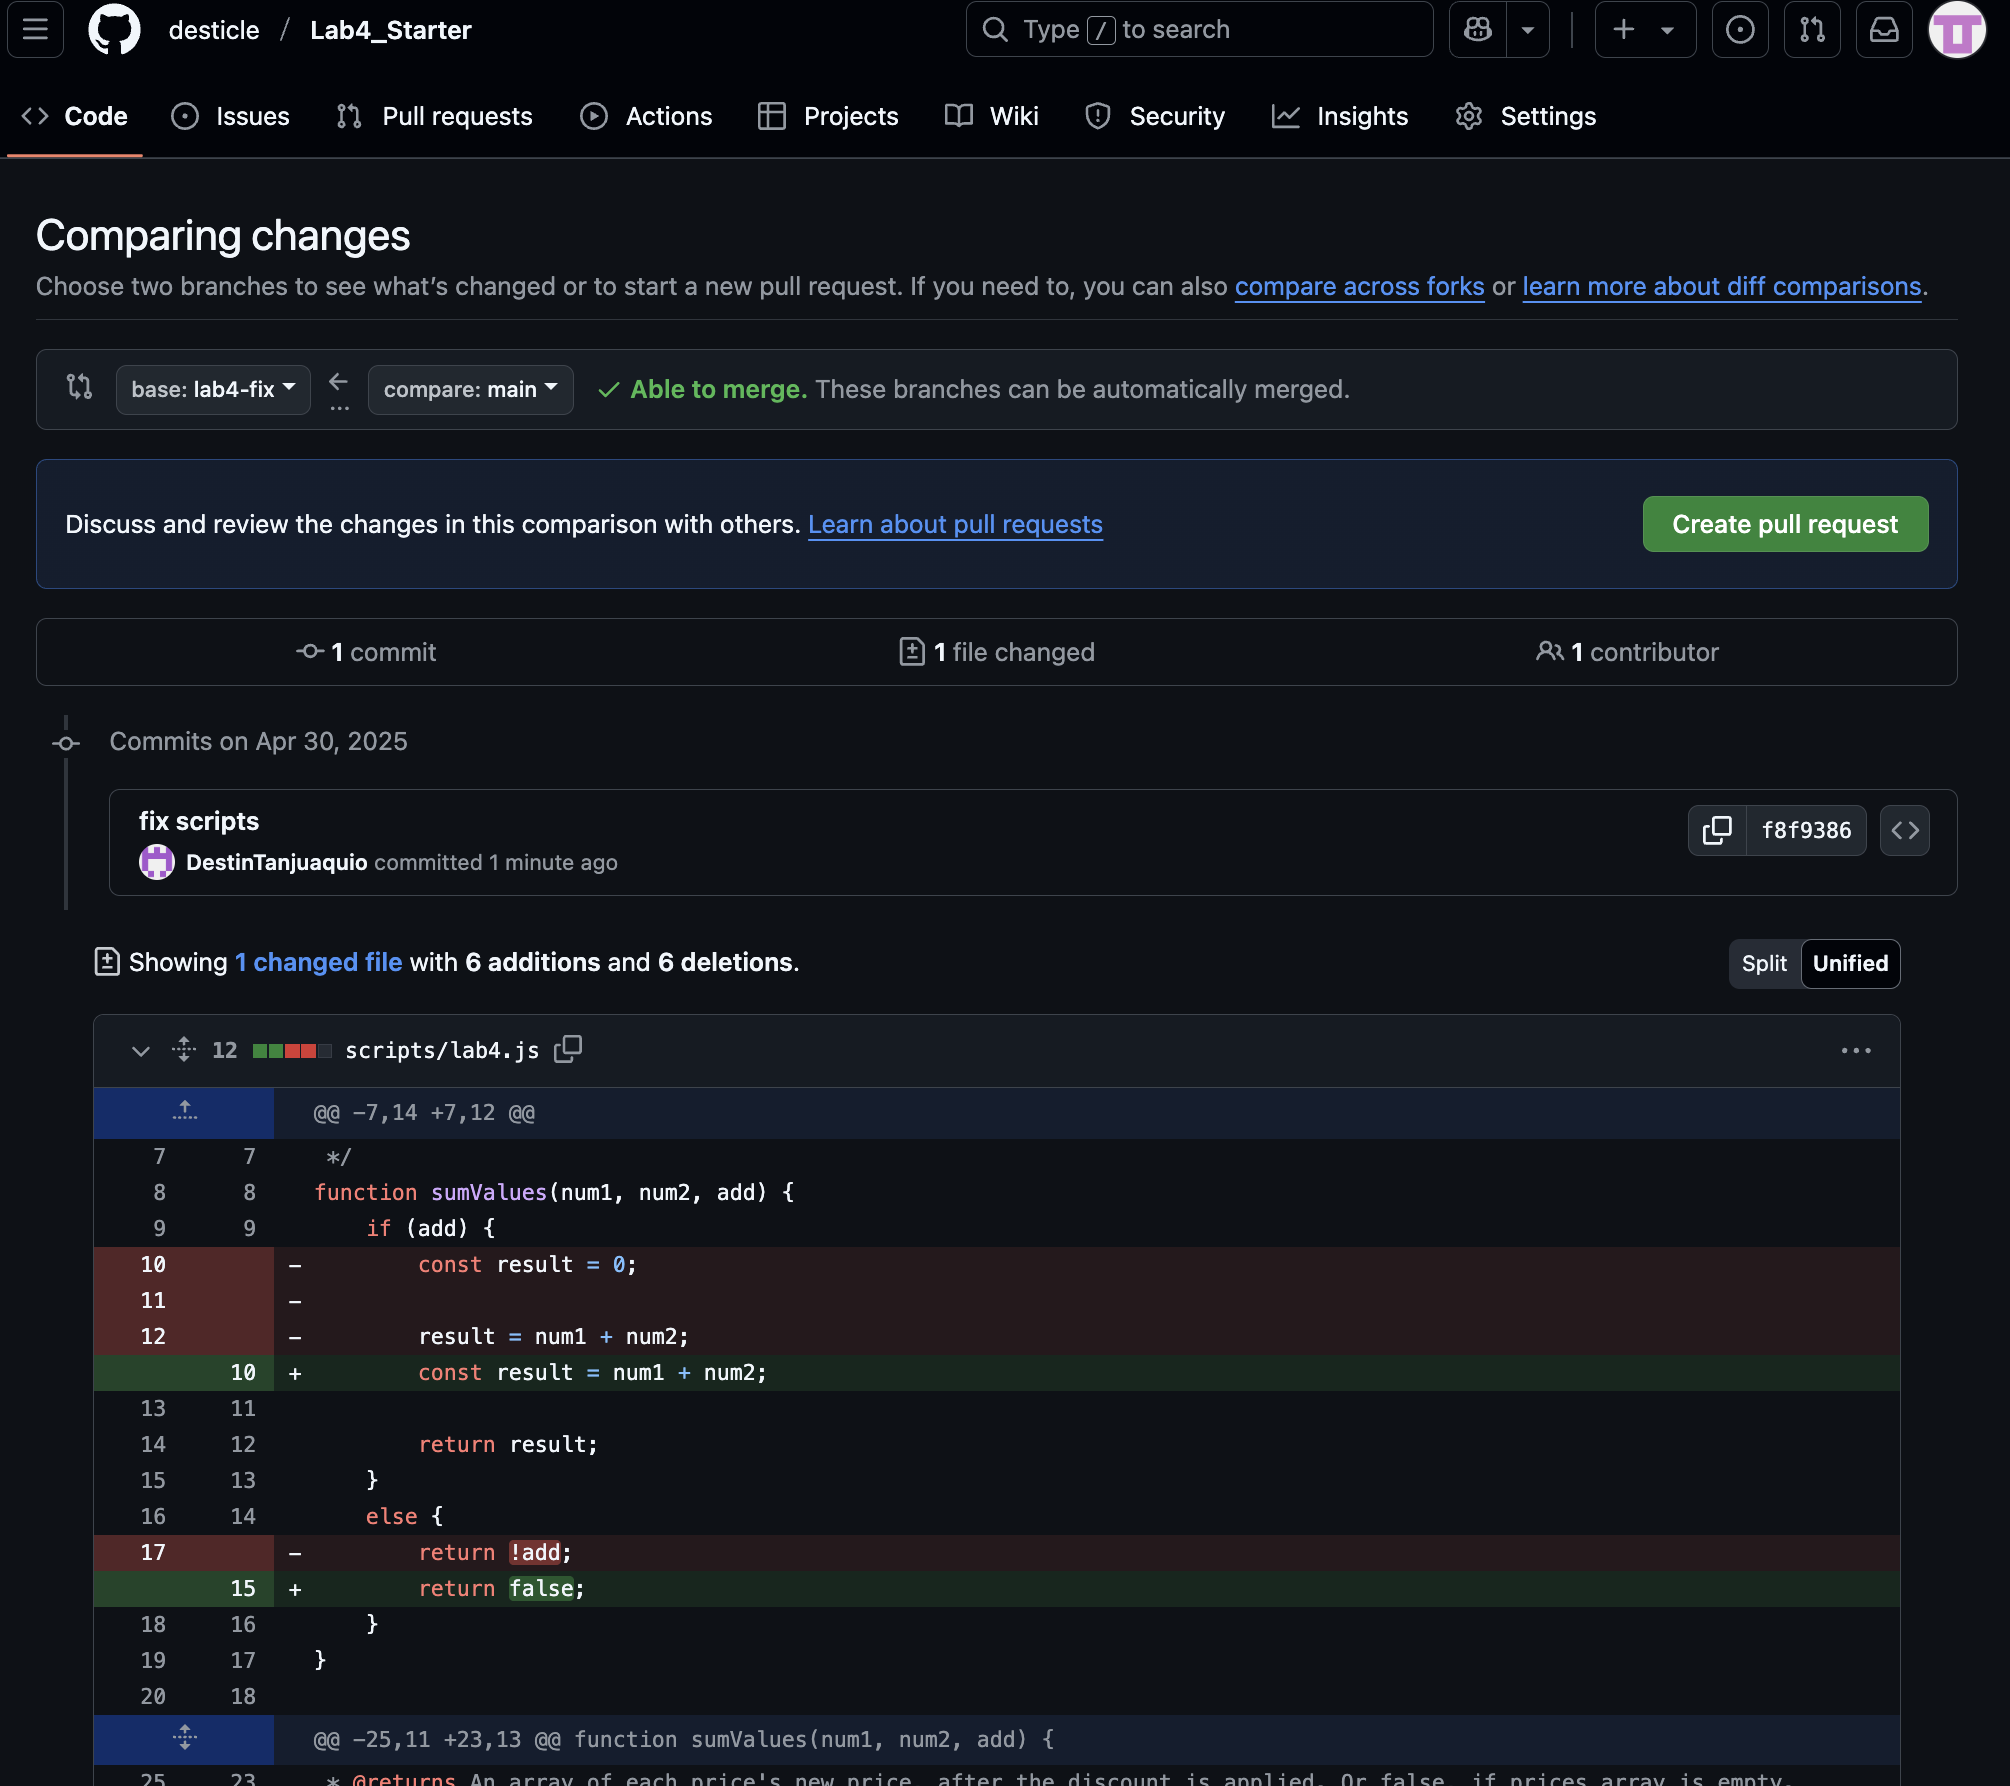 desticle / Lab4_Starter
Type / to search
Code Issues Pull requests Actions Projects Wiki Security Insights Settings
Comparing changes
Choose two branches to see what's changed or to start a new pull request. If you need to, you can also compare across forks or learn more about diff comparisons.
base: lab4-fix ... compare: main Able to merge. These branches can be automatically merged.
Discuss and review the changes in this comparison with others. Learn about pull requests Create pull request
1 commit 1 file changed 1 contributor
Commits on Apr 30, 2025
fix scripts
DestinTanjuaquio committed 1 minute ago
f8f9386
Showing 1 changed file with 6 additions and 6 deletions. Split Unified
12 scripts/lab4.js
@@ -7,14 +7,12 @@
7 7 */
8 8 function sumValues(num1, num2, add) {
9 9 if (add) {
10 - const result = 0;
11 -
12 - result = num1 + num2;
10 + const result = num1 + num2;
13 11
14 12 return result;
15 13 }
16 14 else {
17 - return !add;
15 + return false;
18 16 }
19 17 }
20 18
@@ -25,11 +23,13 @@ function sumValues(num1, num2, add) {
25 23 * @returns An array of each price's new price, after the discount is applied. Or false, if prices array is empty.